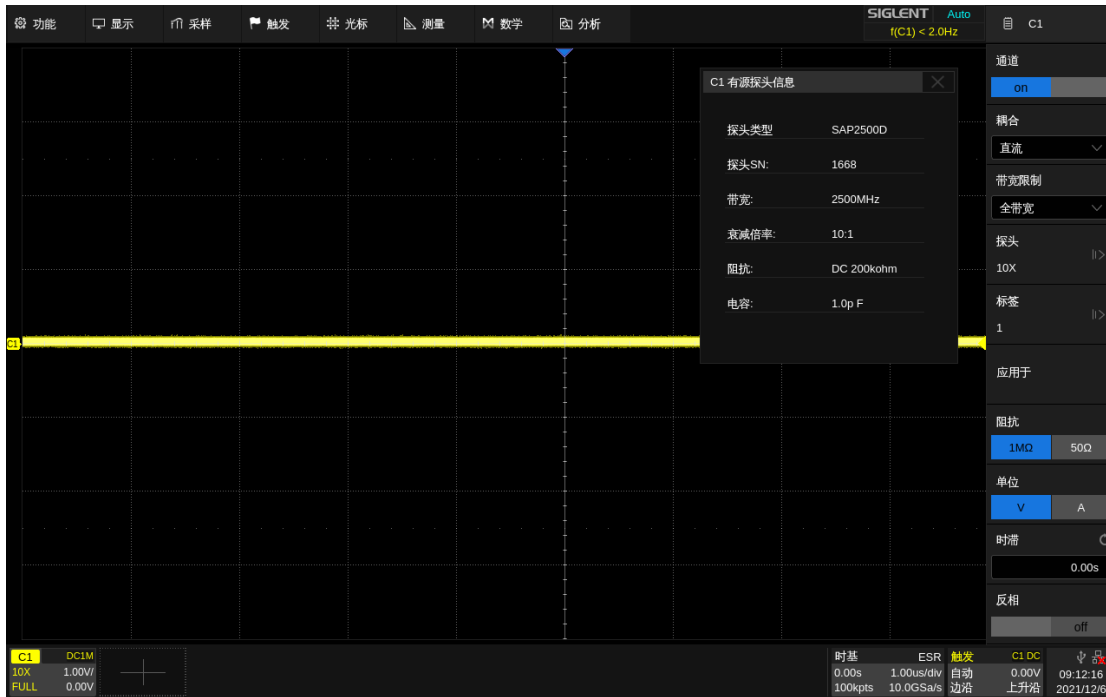 功能 显示 采样 触发 光标 测量 数学 分析
SIGLENT Auto
f(C1) < 2.0Hz
C1
通道
on
耦合
直流
带宽限制
全带宽
探头
10X
标签
1
应用于
阻抗
1MΩ 50Ω
单位
V A
时滞
0.00s
反相
off
C1 有源探头信息
探头类型 SAP2500D
探头SN: 1668
带宽: 2500MHz
衰减倍率: 10:1
阻抗: DC 200kohm
电容: 1.0p F
C1
C1 DC1M
10X 1.00V/
FULL 0.00V
时基 ESR
0.00s 1.00us/div
100kpts 10.0GSa/s
触发 C1 DC
自动 0.00V
边沿 上升沿
09:12:16
2021/12/6